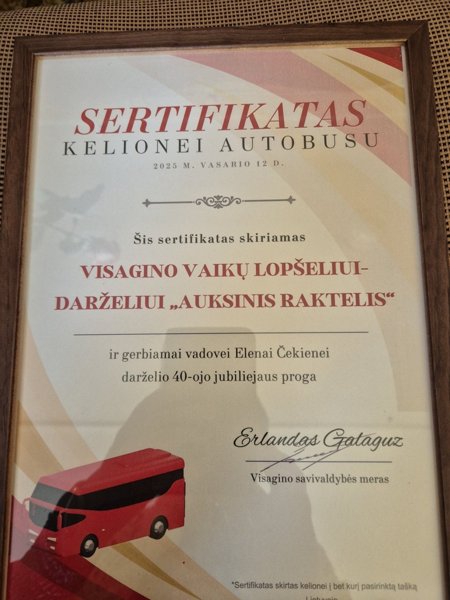 SERTIFIKATAS
KELIONEI AUTOBUSU
2025 M. VASARIO 12 D.
Šis sertifikatas skiriamas
VISAGINO VAIKŲ LOPŠELIUI-
DARŽELIUI „AUKSINIS RAKTELIS“
ir gerbiamai vadovei Elenai Čekienei
darželio 40-ojo jubiliejaus proga
Erlandas Galaguz
Visagino savivaldybės meras
*Sertifikatas skirtas kelionei į bet kurį pasirinktą tašką
Lietuvoje